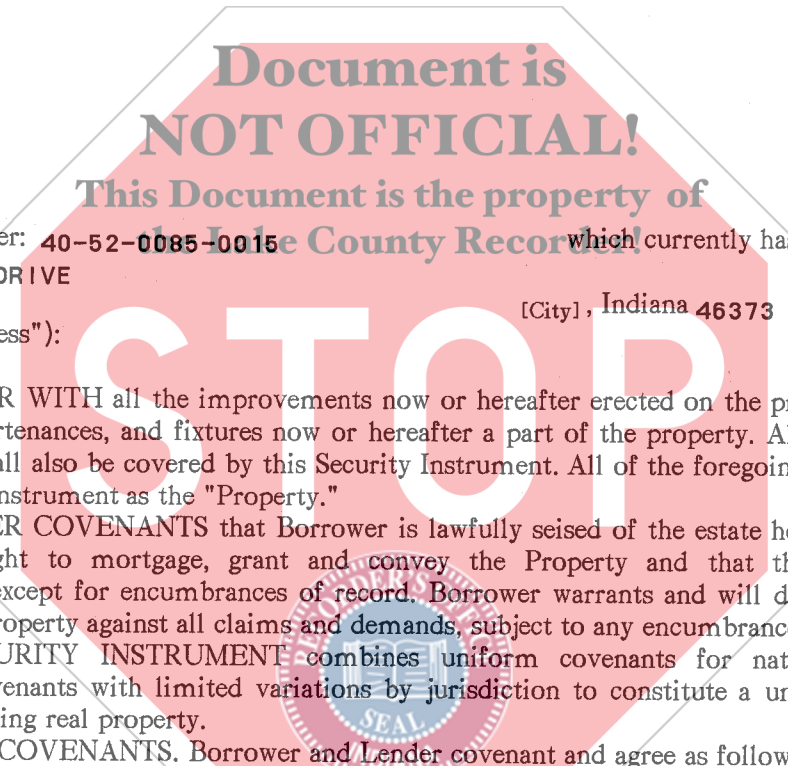 Document is
NOT OFFICIAL!
This Document is the property of
the Lake County Recorder!
er: 40-52-0085-0015 which currently has
DRIVE
[City], Indiana 46373
ess"):
STOP
R WITH all the improvements now or hereafter erected on the pr
rtenances, and fixtures now or hereafter a part of the property. Al
all also be covered by this Security Instrument. All of the foregoin
nstrument as the "Property."
ER COVENANTS that Borrower is lawfully seised of the estate he
ght to mortgage, grant and convey the Property and that th
except for encumbrances of record. Borrower warrants and will d
roperty against all claims and demands, subject to any encumbrance
URITY INSTRUMENT combines uniform covenants for nat
venants with limited variations by jurisdiction to constitute a un
ing real property.
COVENANTS. Borrower and Lender covenant and agree as follow
SEAL